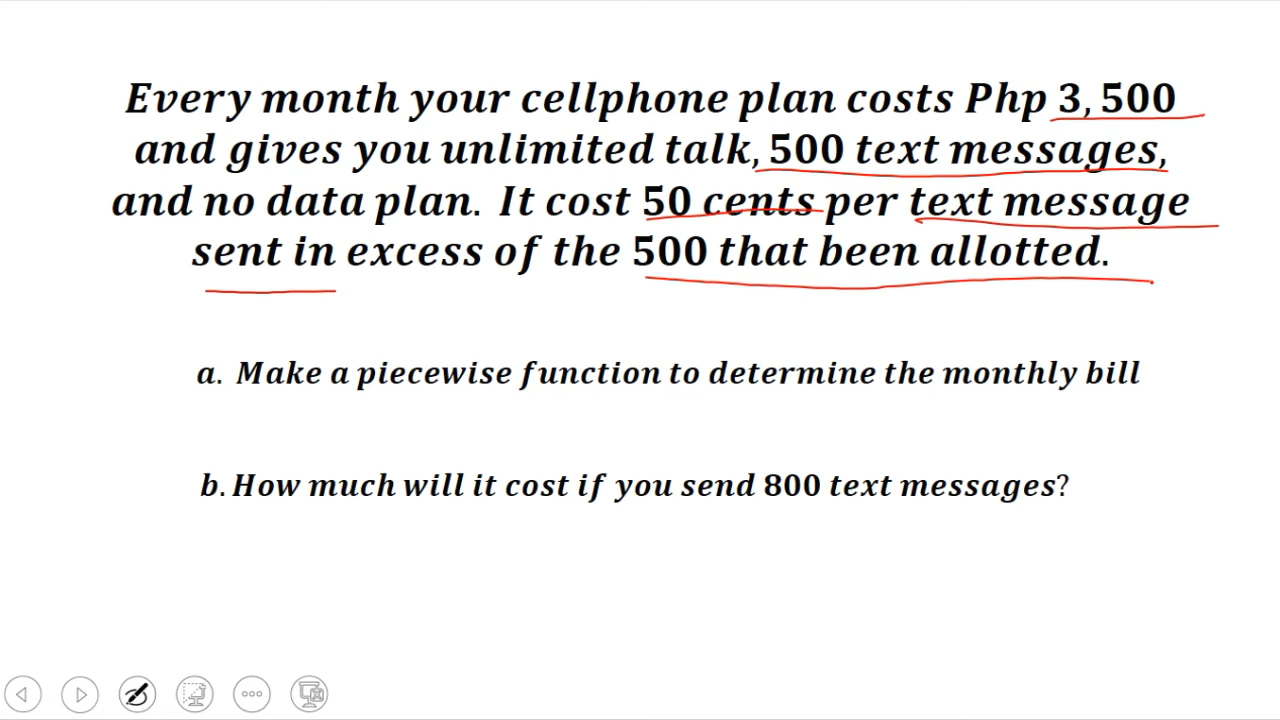 Every month your cellphone plan costs Php 3,500
and gives you unlimited talk, 500 text messages,
and no data plan. It cost 50 cents per text message
sent in excess of the 500 that been allotted.
a. Make a piecewise function to determine the monthly bill
b. How much will it cost if you send 800 text messages?